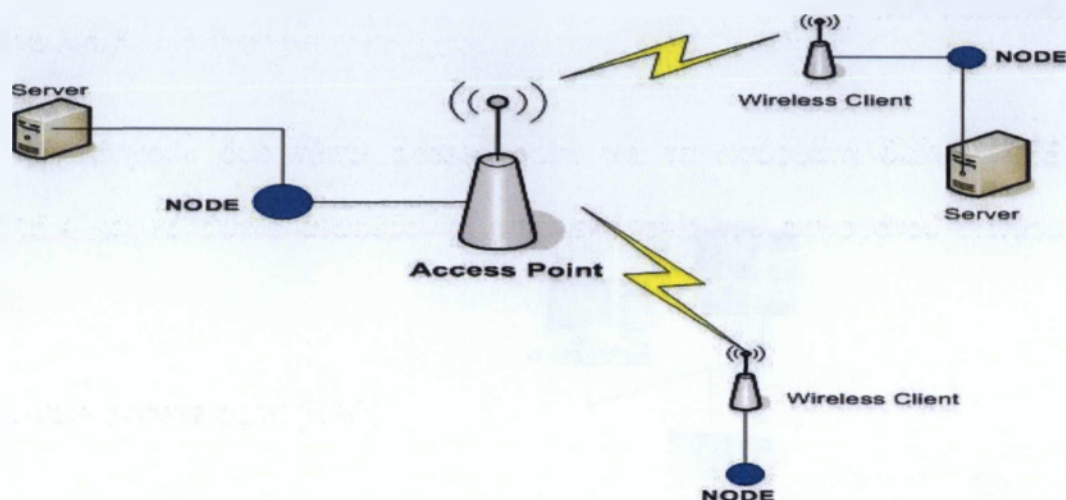 NODE
Wireless Client
Server
NODE
Access Point
Server
Wireless Client
NODE